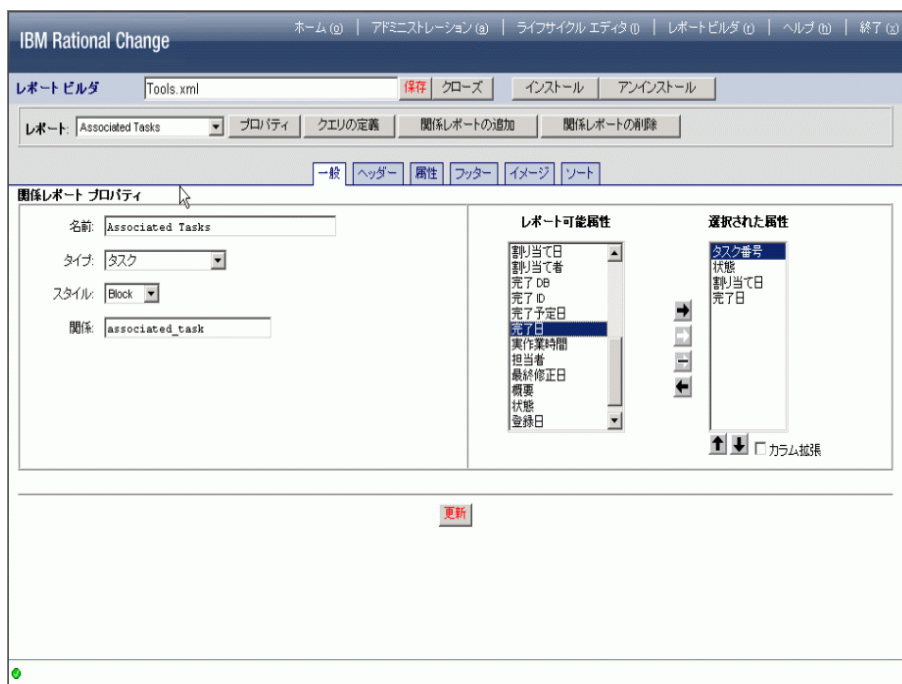 IBM Rational Change
ホーム (o) | アドミニストレーション (a) | ライフサイクル エディタ (l) | レポートビルダ (r) | ヘルプ (h) | 終了 (x)
レポート ビルダ Tools.xml 保存 クローズ インストール アンインストール
レポート: Associated Tasks プロパティ クエリの定義 関係レポートの追加 関係レポートの削除
一般 ヘッダー 属性 フッター イメージ ソート
関係レポート プロパティ
名前: Associated Tasks
タイプ: タスク
スタイル: Block
関係: associated_task
レポート可能属性
割り当て日
割り当て者
完了 DB
完了 ID
完了予定日
完了日
実作業時間
担当者
最終修正日
概要
状態
登録日
選択された属性
タスク番号
状態
割り当て日
完了日
カラム拡張
更新